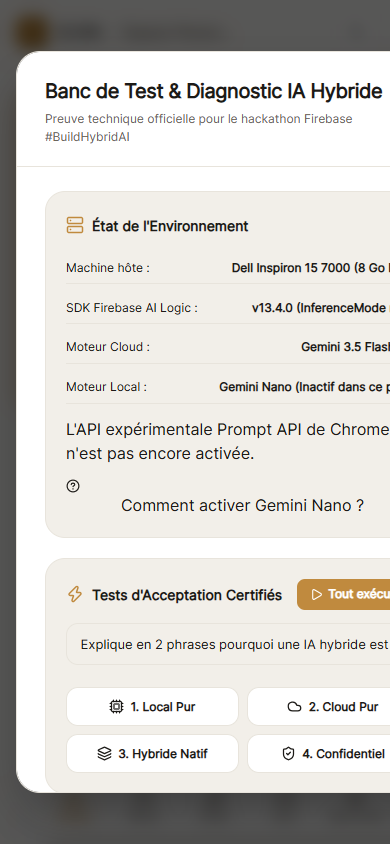 Banc de Test & Diagnostic IA Hybride
Preuve technique officielle pour le hackathon Firebase
#BuildHybridAI
État de l'Environnement
Machine hôte : Dell Inspiron 15 7000 (8 Go
SDK Firebase AI Logic : v13.4.0 (InferenceMode
Moteur Cloud : Gemini 3.5 Flas
Moteur Local : Gemini Nano (Inactif dans ce p
L'API expérimentale Prompt API de Chrome
n'est pas encore activée.
Comment activer Gemini Nano ?
Tests d'Acceptation Certifiés
Tout exécu
Explique en 2 phrases pourquoi une IA hybride est
1. Local Pur
2. Cloud Pur
3. Hybride Natif
4. Confidentiel